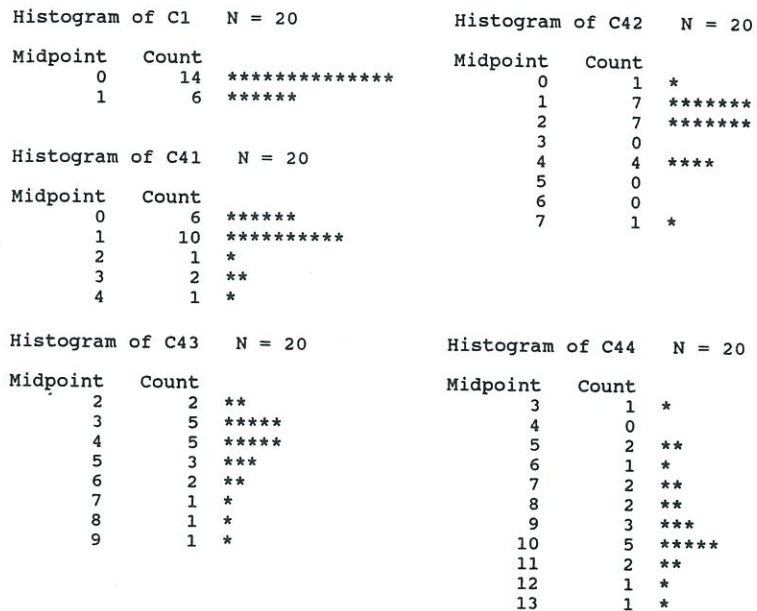 Histogram of C1 N = 20
Midpoint Count
0 14 **************
1 6 ******
Histogram of C41 N = 20
Midpoint Count
0 6 ******
1 10 **********
2 1 *
3 2 **
4 1 *
Histogram of C43 N = 20
Midpoint Count
2 2 **
3 5 *****
4 5 *****
5 3 ***
6 2 **
7 1 *
8 1 *
9 1 *
Histogram of C42 N = 20
Midpoint Count
0 1 *
1 7 *******
2 7 *******
3 0
4 4 ****
5 0
6 0
7 1 *
Histogram of C44 N = 20
Midpoint Count
3 1 *
4 0
5 2 **
6 1 *
7 2 **
8 2 **
9 3 ***
10 5 *****
11 2 **
12 1 *
13 1 *